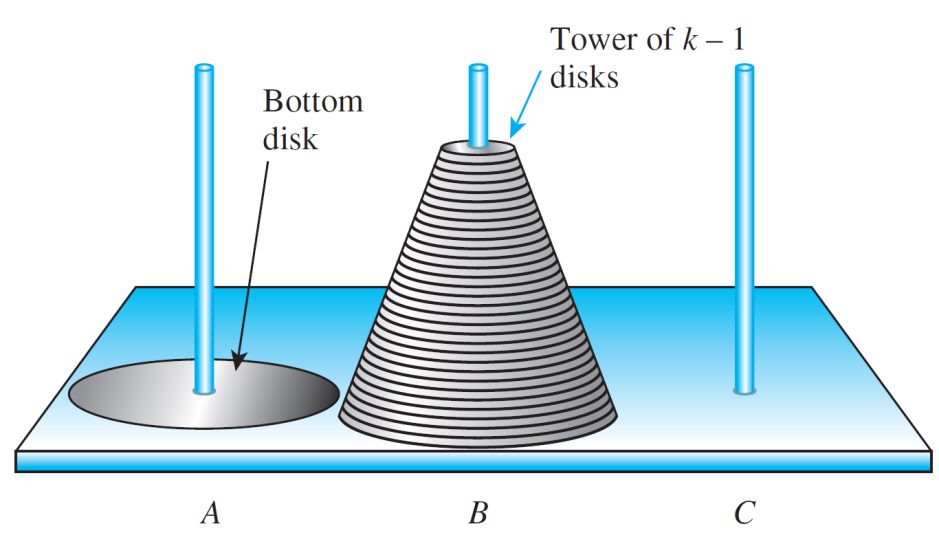 Tower of k – 1
disks
Bottom
disk
A
B
C